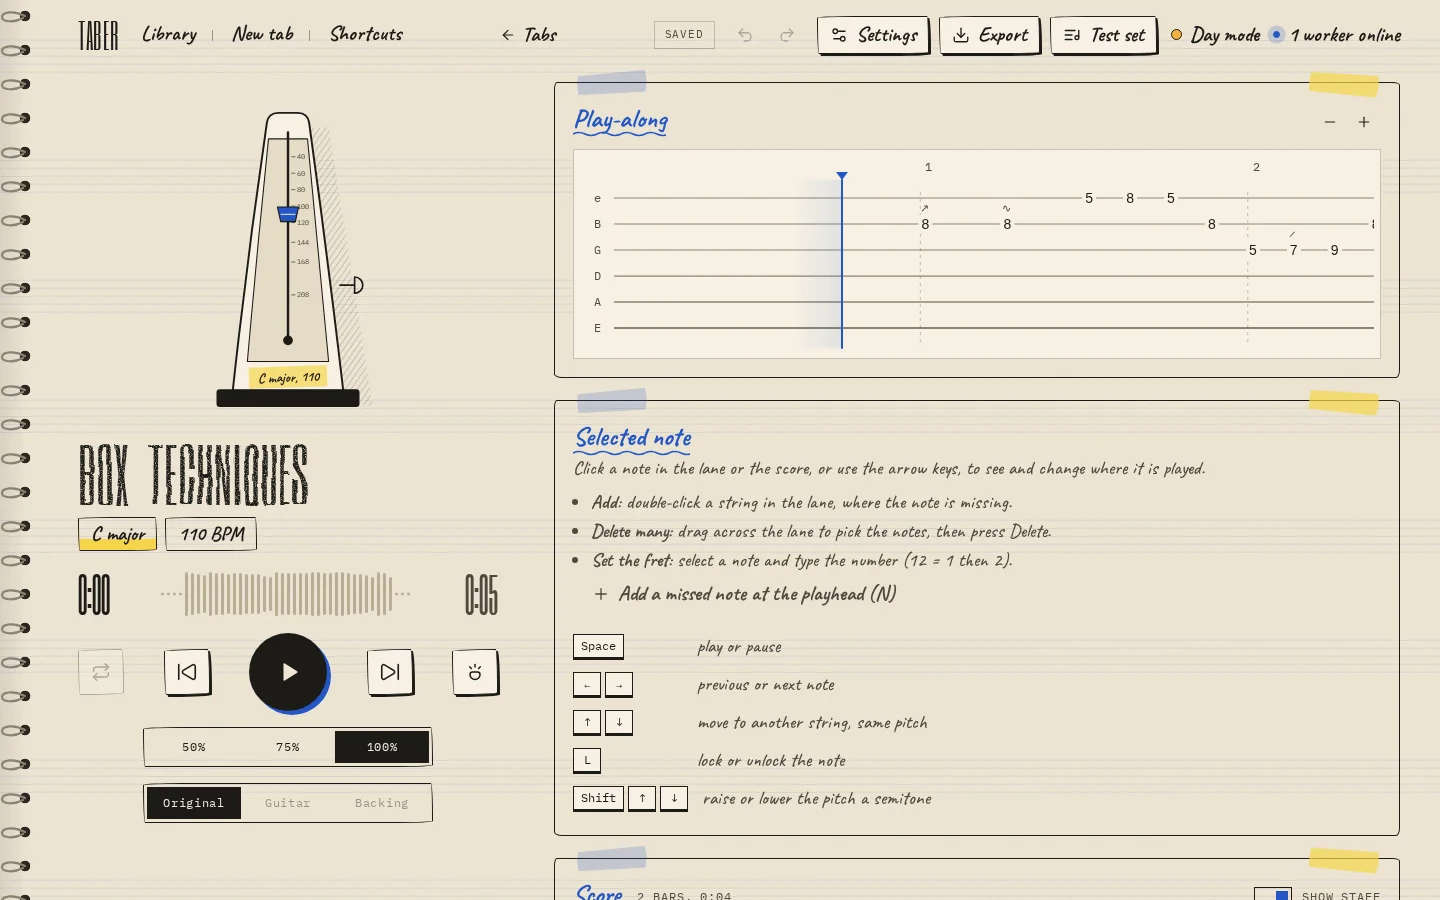 TABER Library New tab Shortcuts ← Tabs SAVED Settings Export Test set Day mode 1 worker online
40
60
80
100
120
144
168
208
C major, 110
BOX TECHNIQUES
C major 110 BPM
0:00 0:05
50% 75% 100%
Original Guitar Backing
Play-along − +
1 2
e 5 8 5
B 8 8 8
G 5 7 9
D
A
E
Selected note
Click a note in the lane or the score, or use the arrow keys, to see and change where it is played.
• Add: double-click a string in the lane, where the note is missing.
• Delete many: drag across the lane to pick the notes, then press Delete.
• Set the fret: select a note and type the number (12 = 1 then 2).
+ Add a missed note at the playhead (N)
Space play or pause
← → previous or next note
↑ ↓ move to another string, same pitch
L lock or unlock the note
Shift ↑ ↓ raise or lower the pitch a semitone
Score 2 BARS, 0:04 SHOW STAFF